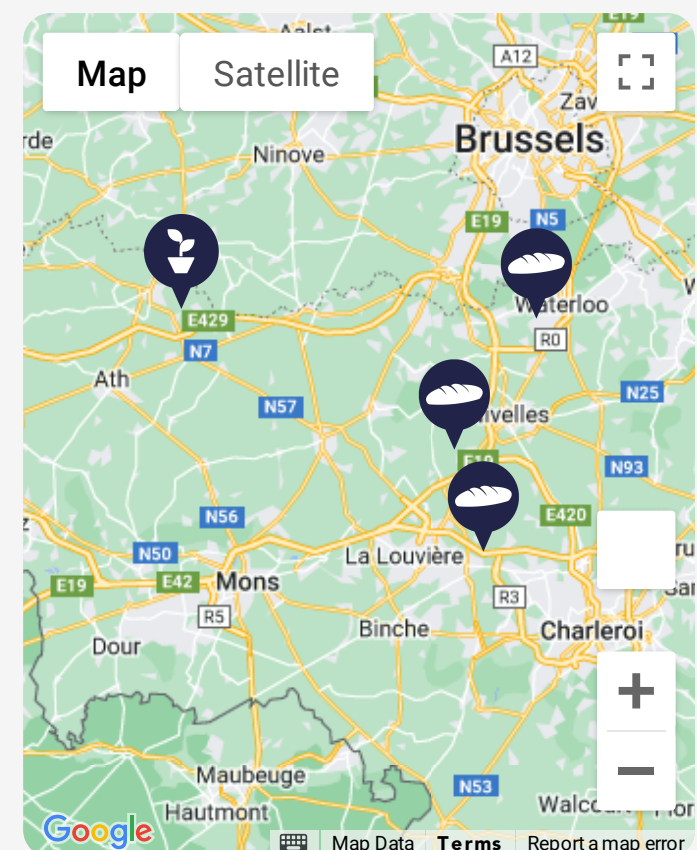 E19
Aalst
Map
Satellite
A12
Zav
Brussels
rde
Ninove
E19
N5
Waterloo
E429
R0
N7
Ath
N25
N57
ivelles
E19
N93
N56
E420
N50
La Louvière
E19
E42
Mons
R3
R5
Binche
Charleroi
Dour
Maubeuge
N53
Hautmont
Google
Map Data
Terms
Report a map error